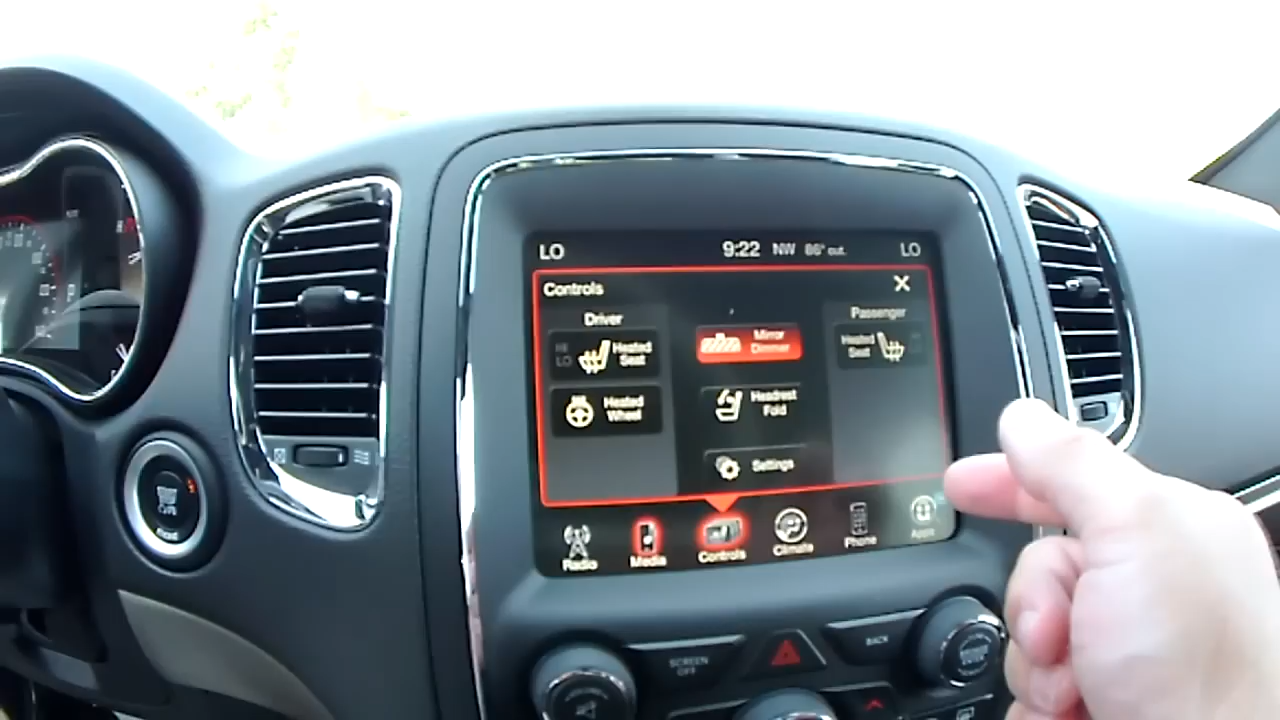 LO 9:22 NW 86° out. LO
Controls X
Driver
Passenger
HI
LO
Heated
Seat
Mirror
Dimmer
Heated
Seat
Heated
Wheel
Headrest
Fold
Settings
Radio Media Controls Climate Phone Apps
SCREEN
OFF
BACK